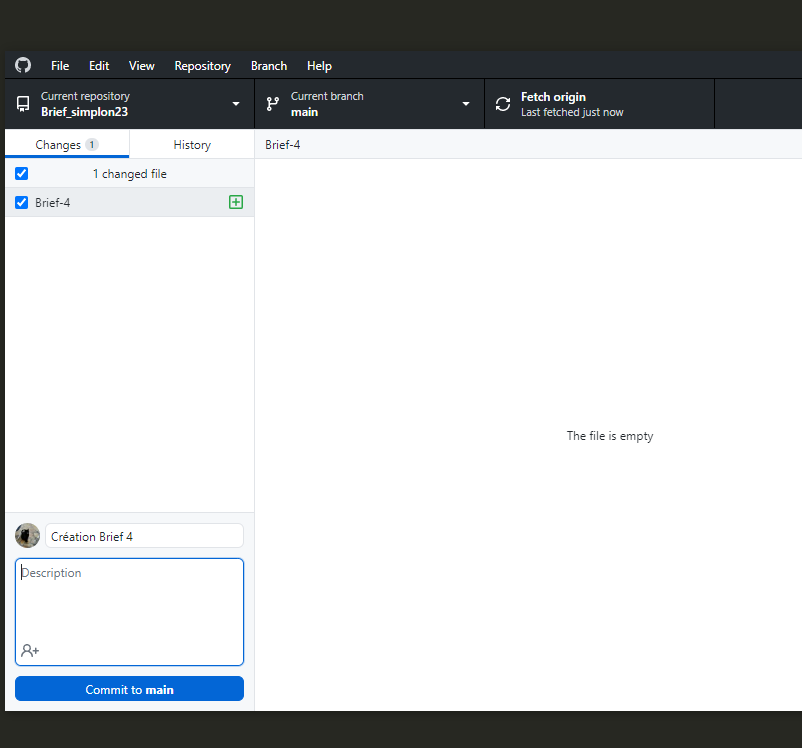 File Edit View Repository Branch Help
Current repository
Brief_simplon23
Current branch
main
Fetch origin
Last fetched just now
Changes 1
History
Brief-4
1 changed file
Brief-4
The file is empty
Création Brief 4
Description
Commit to main